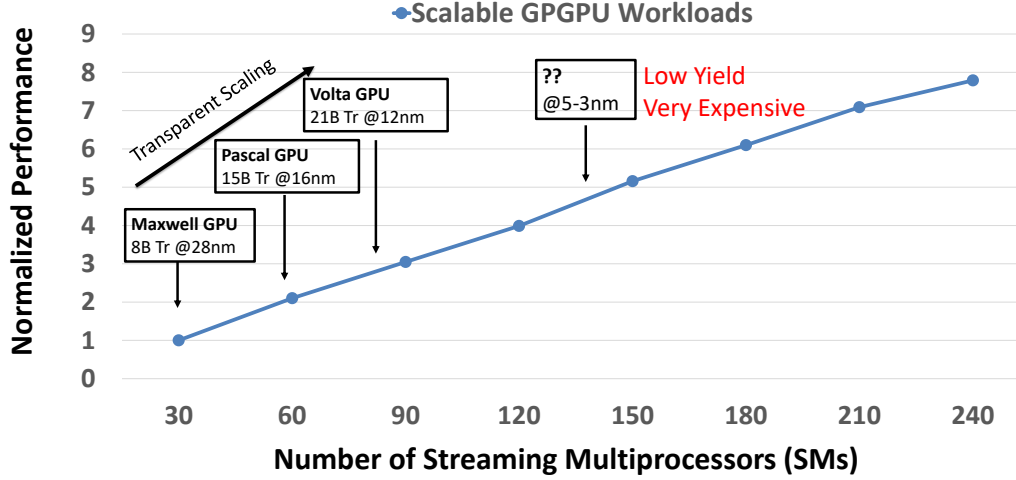 Scalable GPGPU Workloads
Normalized Performance
9
8
7
6
5
4
3
2
1
0
Transparent Scaling
Maxwell GPU
8B Tr @28nm
Pascal GPU
15B Tr @16nm
Volta GPU
21B Tr @12nm
??
@5-3nm
Low Yield
Very Expensive
30 60 90 120 150 180 210 240
Number of Streaming Multiprocessors (SMs)